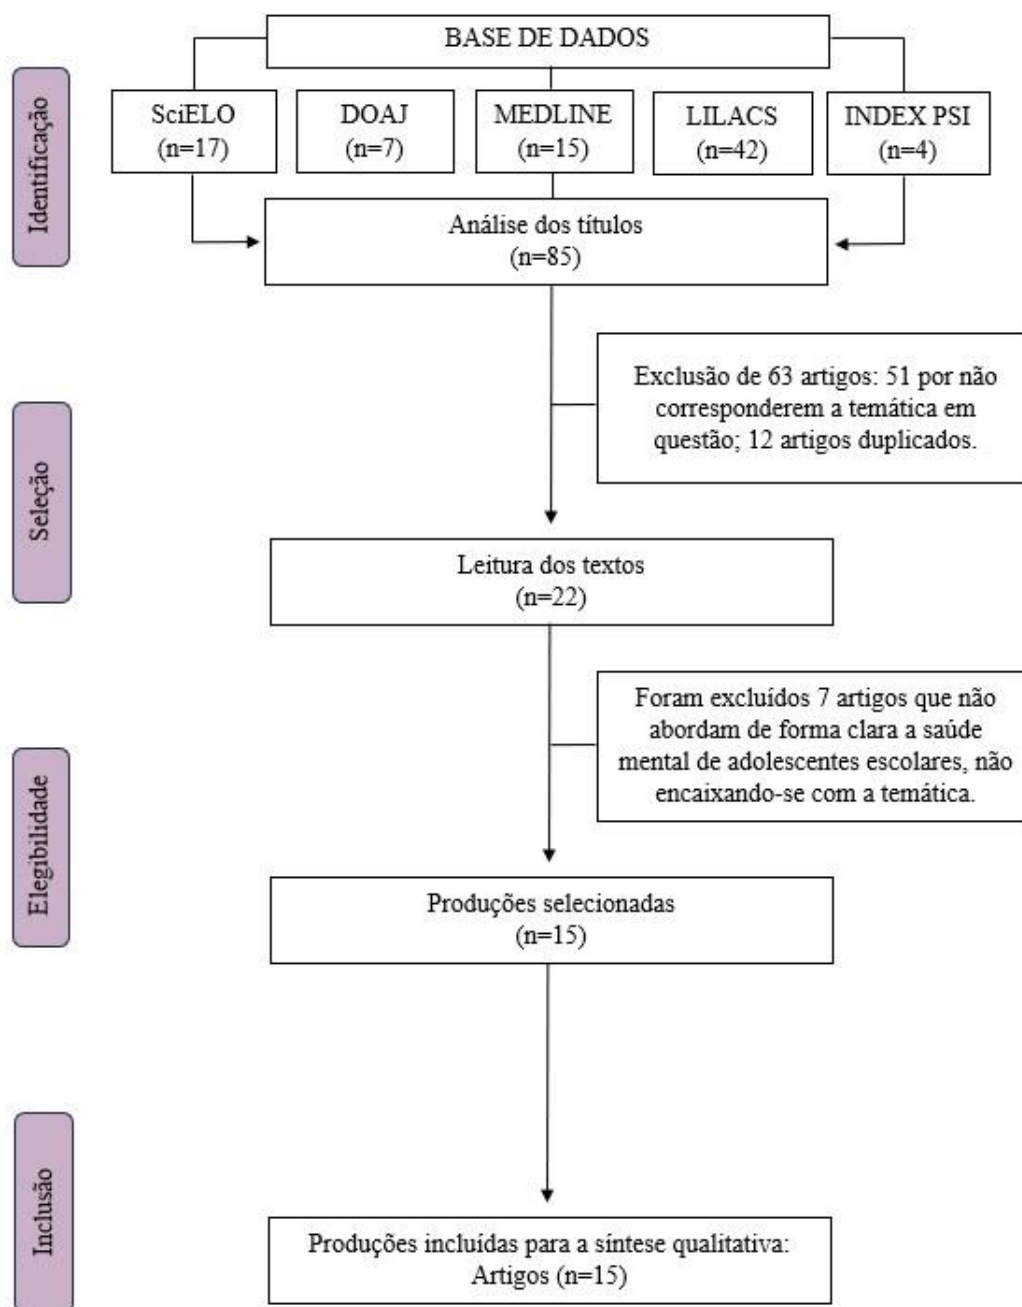 BASE DE DADOS
Identificação
SciELO
(n=17)
DOAJ
(n=7)
MEDLINE
(n=15)
LILACS
(n=42)
INDEX PSI
(n=4)
Análise dos títulos
(n=85)
Exclusão de 63 artigos: 51 por não
corresponderem a temática em
questão; 12 artigos duplicados.
Seleção
Leitura dos textos
(n=22)
Foram excluídos 7 artigos que não
abordam de forma clara a saúde
mental de adolescentes escolares, não
encaixando-se com a temática.
Elegibilidade
Produções selecionadas
(n=15)
Inclusão
Produções incluídas para a síntese qualitativa:
Artigos (n=15)